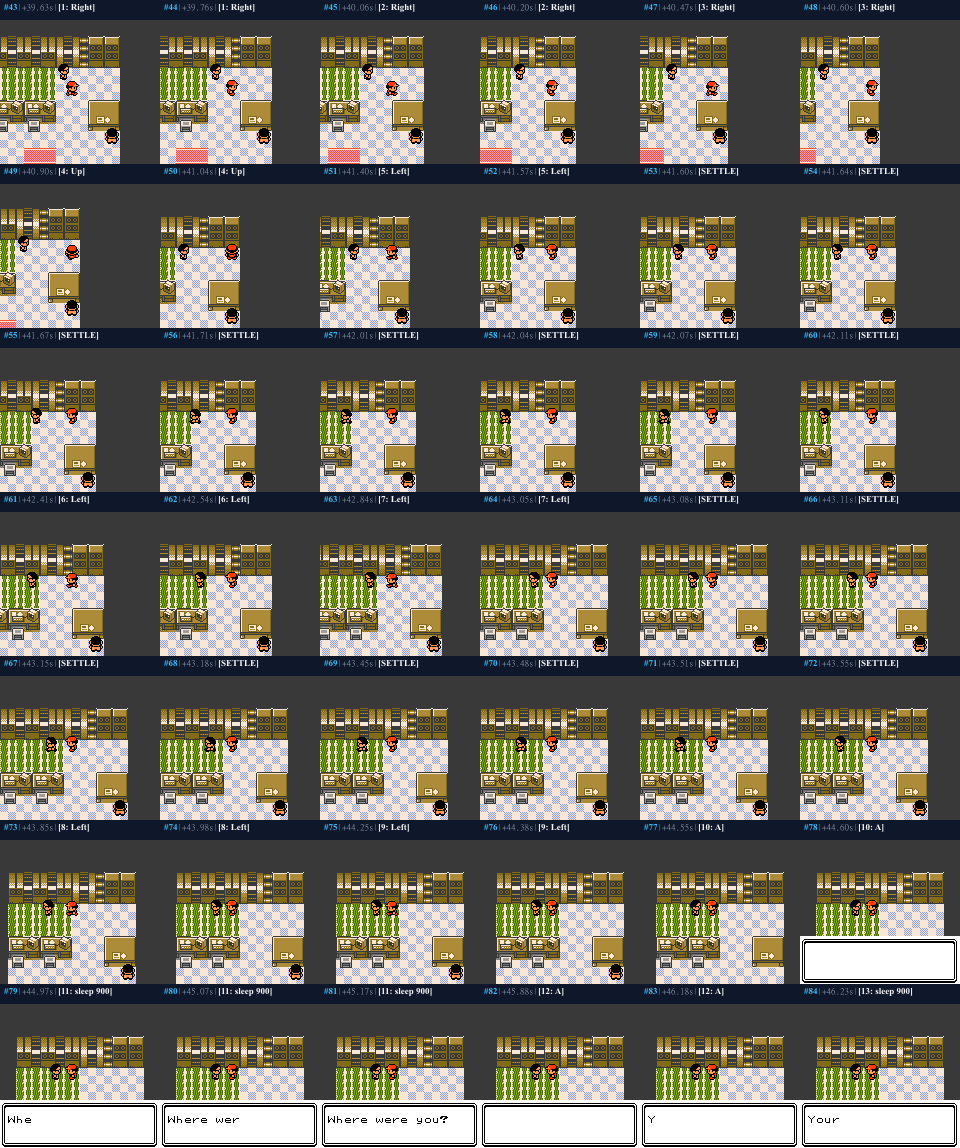 #43|+39.63s| [1: Right]
#44|+39.76s| [1: Right]
#45|+40.06s| [2: Right]
#46|+40.20s| [2: Right]
#47|+40.47s| [3: Right]
#48|+40.60s| [3: Right]
#49|+40.90s| [4: Up]
#50|+41.04s| [4: Up]
#51|+41.40s| [5: Left]
#52|+41.57s| [5: Left]
#53|+41.60s| [SETTLE]
#54|+41.64s| [SETTLE]
#55|+41.67s| [SETTLE]
#56|+41.71s| [SETTLE]
#57|+42.01s| [SETTLE]
#58|+42.04s| [SETTLE]
#59|+42.07s| [SETTLE]
#60|+42.11s| [SETTLE]
#61|+42.41s| [6: Left]
#62|+42.54s| [6: Left]
#63|+42.84s| [7: Left]
#64|+43.05s| [7: Left]
#65|+43.08s| [SETTLE]
#66|+43.11s| [SETTLE]
#67|+43.15s| [SETTLE]
#68|+43.18s| [SETTLE]
#69|+43.45s| [SETTLE]
#70|+43.48s| [SETTLE]
#71|+43.51s| [SETTLE]
#72|+43.55s| [SETTLE]
#73|+43.85s| [8: Left]
#74|+43.98s| [8: Left]
#75|+44.25s| [9: Left]
#76|+44.38s| [9: Left]
#77|+44.55s| [10: A]
#78|+44.60s| [10: A]
#79|+44.97s| [11: sleep 900]
#80|+45.07s| [11: sleep 900]
#81|+45.17s| [11: sleep 900]
#82|+45.88s| [12: A]
#83|+46.18s| [12: A]
#84|+46.23s| [13: sleep 900]
Whe
Where wer
Where were you?
Y
Your